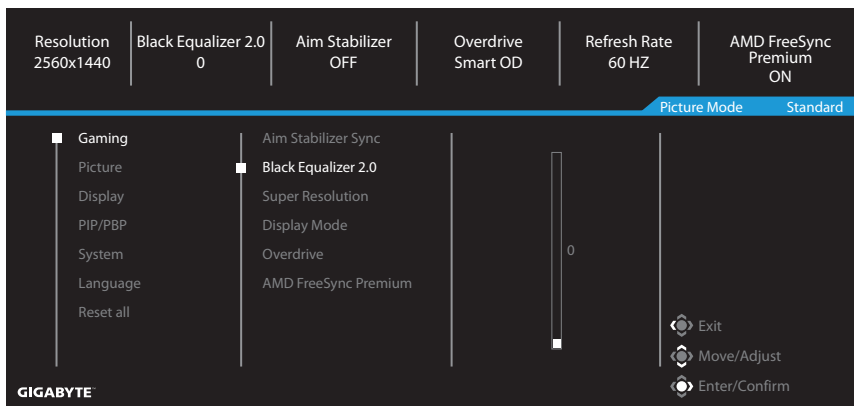 Resolution
2560x1440
Black Equalizer 2.0
0
Aim Stabilizer
OFF
Overdrive
Smart OD
Refresh Rate
60 HZ
AMD FreeSync
Premium
ON
Picture Mode Standard
Gaming
Picture
Display
PIP/PBP
System
Language
Reset all
Aim Stabilizer Sync
Black Equalizer 2.0
Super Resolution
Display Mode
Overdrive
AMD FreeSync Premium
0
Exit
Move/Adjust
Enter/Confirm
GIGABYTE™